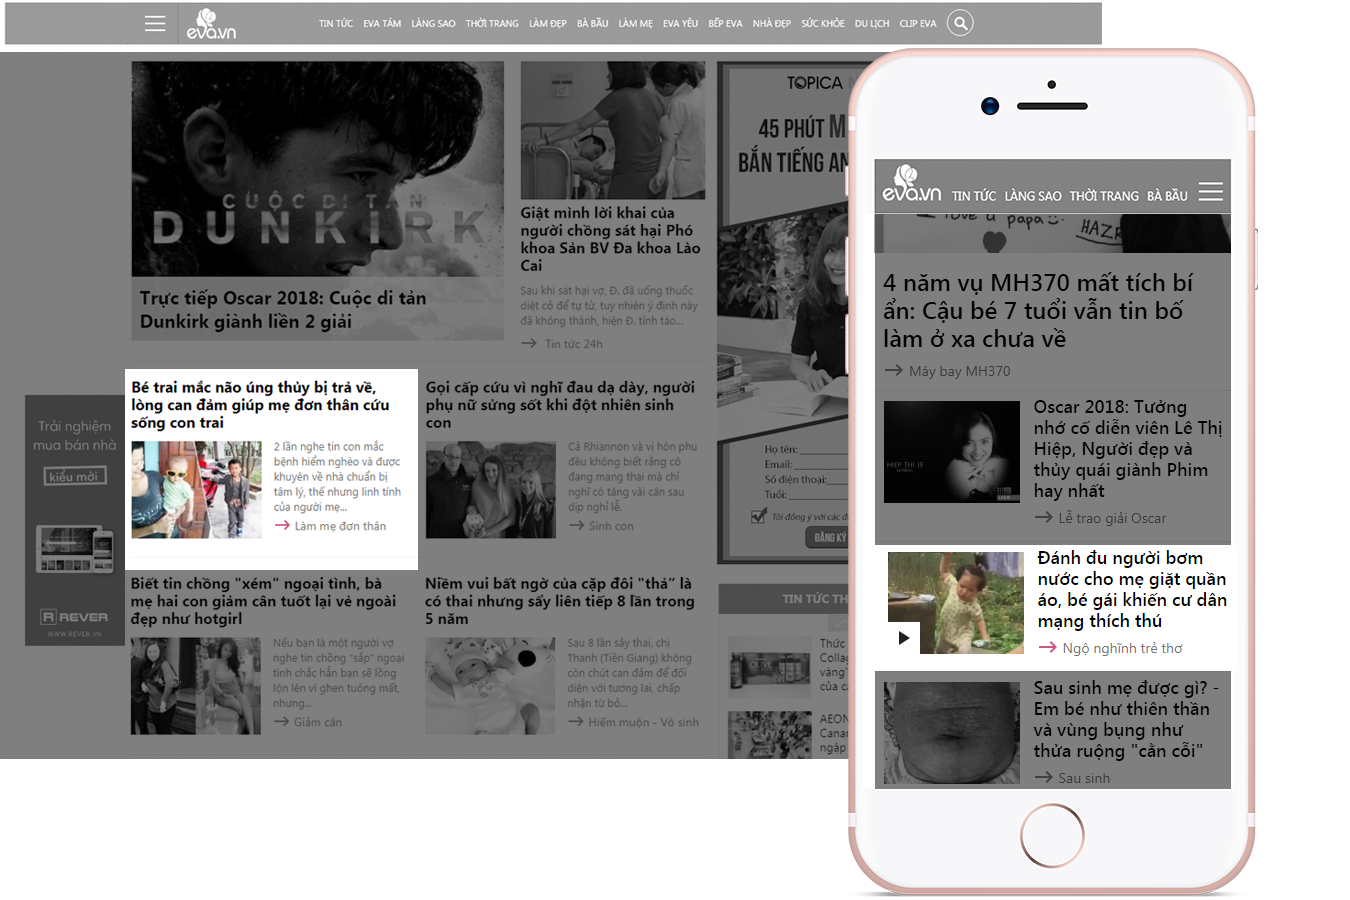 eva.vn
TIN TỨC EVA TÁM LÀNG SAO THỜI TRANG LÀM ĐẸP BÀ BẦU LÀM MẸ EVA YÊU BẾP EVA NHÀ ĐẸP SỨC KHỎE DU LỊCH CLIP EVA
CUỘC DI TẢN
DUNKIRK
Trực tiếp Oscar 2018: Cuộc di tản
Dunkirk giành liền 2 giải
Giật mình lời khai của
người chồng sát hại Phó
khoa Sản BV Đa khoa Lào
Cai
Sau khi sát hại vợ, Đ. đã uống thuốc
diệt cỏ để tự tử, tuy nhiên ý định này
đã không thành, hiện Đ. tỉnh táo...
Tin tức 24h
TOPICA
45 PHÚT
BẮN TIẾNG
Họ tên:
Email:
Số điện thoại:
Tuổi:
Tôi đồng ý với các
ĐĂNG KÝ
Trải nghiệm
mua bán nhà
kiểu mới
REVER
WWW.REVER.VN
Bé trai mắc não úng thủy bị trả về,
lòng can đảm giúp mẹ đơn thân cứu
sống con trai
2 lần nghe tin con mắc
bệnh hiểm nghèo và được
khuyên về nhà chuẩn bị
tâm lý, thế nhưng linh tính
của người mẹ...
Làm mẹ đơn thân
Gọi cấp cứu vì nghĩ đau dạ dày, người
phụ nữ sửng sốt khi đột nhiên sinh
con
Cả Rhiannon và vị hôn phu
đều không biết rằng cô
đang mang thai mà chỉ
nghĩ cô tăng vài cân sau
dịp nghỉ lễ.
Sinh con
Biết tin chồng "xém" ngoại tình, bà
mẹ hai con giảm cân tuốt lại vẻ ngoài
đẹp như hotgirl
Nếu bạn là một người vợ
nghe tin chồng "sắp" ngoại
tình chắc hẳn bạn sẽ lồng
lộn lên vì ghen tuông mất,
nhưng...
Giảm cân
Niềm vui bất ngờ của cặp đôi "thả" là
có thai nhưng sẩy liên tiếp 8 lần trong
5 năm
Sau 8 lần sảy thai, chị
Thanh (Tiền Giang) không
còn chút can đảm để đối
diện với tương lai, chấp
nhận từ bỏ...
Hiếm muộn - Vô sinh
TIN TỨC
Thức
Collag
vàng"
của
AEON
Canar
ngập
eva.vn TIN TỨC LÀNG SAO THỜI TRANG BÀ BẦU
love u papa
HAZR
4 năm vụ MH370 mất tích bí
ẩn: Cậu bé 7 tuổi vẫn tin bố
làm ở xa chưa về
Máy bay MH370
HIEP THI LE
Oscar 2018: Tưởng
nhớ cố diễn viên Lê Thị
Hiệp, Người đẹp và
thủy quái giành Phim
hay nhất
Lễ trao giải Oscar
Đánh đu người bơm
nước cho mẹ giặt quần
áo, bé gái khiến cư dân
mạng thích thú
Ngộ nghĩnh trẻ thơ
Sau sinh mẹ được gì? -
Em bé như thiên thần
và vùng bụng như
thửa ruộng "cằn cỗi"
Sau sinh